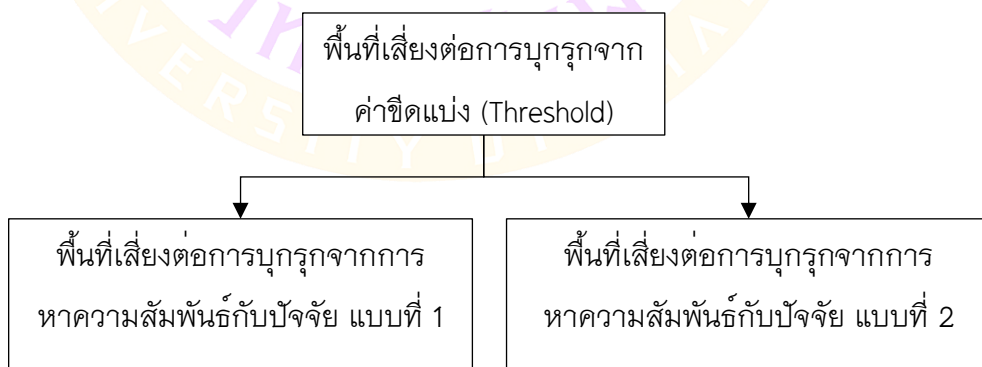 พื้นที่เสี่ยงต่อการบุกรุกจาก
ค่าขีดแบ่ง (Threshold)
พื้นที่เสี่ยงต่อการบุกรุกจากการ
หาความสัมพันธ์กับปัจจัย แบบที่ 1
พื้นที่เสี่ยงต่อการบุกรุกจากการ
หาความสัมพันธ์กับปัจจัย แบบที่ 2